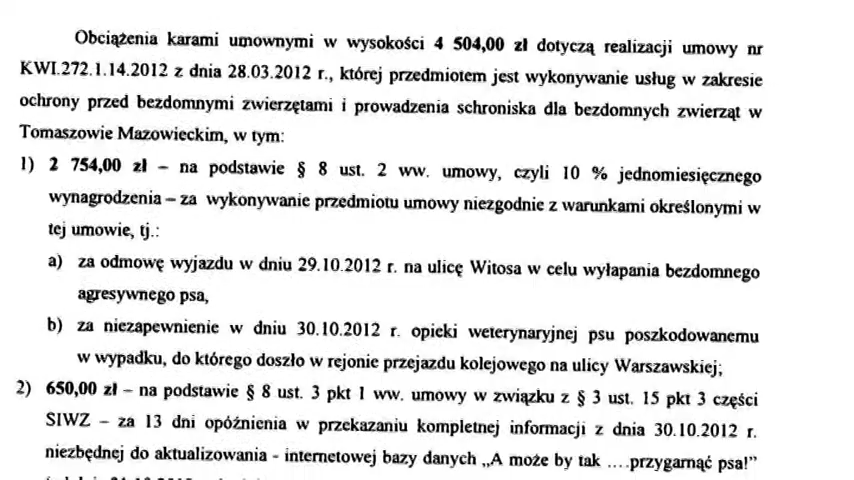 Obciążenia karami umownymi w wysokości 4 504,00 zł dotyczą realizacji umowy nr
KWI.272.1.14.2012 z dnia 28.03.2012 r., której przedmiotem jest wykonywanie usług w zakresie
ochrony przed bezdomnymi zwierzętami i prowadzenia schroniska dla bezdomnych zwierząt w
Tomaszowie Mazowieckim, w tym:
1) 2 754,00 zł – na podstawie § 8 ust. 2 ww. umowy, czyli 10 % jednomiesięcznego
wynagrodzenia – za wykonywanie przedmiotu umowy niezgodnie z warunkami określonymi w
tej umowie, tj.:
a) za odmowę wyjazdu w dniu 29.10.2012 r. na ulicę Witosa w celu wyłapania bezdomnego
agresywnego psa,
b) za niezapewnienie w dniu 30.10.2012 r. opieki weterynaryjnej psu poszkodowanemu
w wypadku, do którego doszło w rejonie przejazdu kolejowego na ulicy Warszawskiej;
2) 650,00 zł – na podstawie § 8 ust. 3 pkt 1 ww. umowy w związku z § 3 ust. 15 pkt 3 części
SIWZ – za 13 dni opóźnienia w przekazaniu kompletnej informacji z dnia 30.10.2012 r.
niezbędnej do aktualizowania - internetowej bazy danych „A może by tak ….przygarnąć psa!”